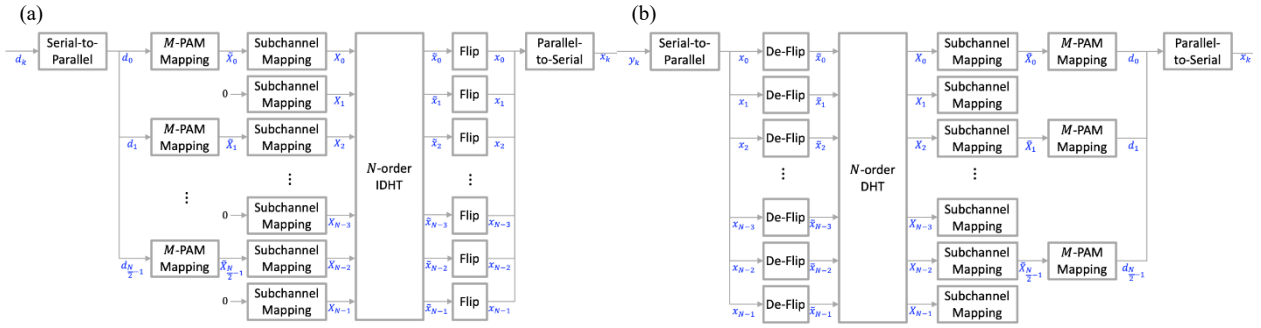 (a)
d_k
Serial-to-
Parallel
d_0
M-PAM
Mapping
X̃_0
Subchannel
Mapping
X_0
N-order
IDHT
x̃_0
Flip
x_0
Parallel
-to-Serial
x_k
0
Subchannel
Mapping
X_1
x̃_1
Flip
x_1
d_1
M-PAM
Mapping
X̃_1
Subchannel
Mapping
X_2
x̃_2
Flip
x_2
⋮
⋮
⋮
0
Subchannel
Mapping
X_{N-3}
x̃_{N-3}
Flip
x_{N-3}
d_{N/2-1}
M-PAM
Mapping
X̃_{N/2-1}
Subchannel
Mapping
X_{N-2}
x̃_{N-2}
Flip
x_{N-2}
0
Subchannel
Mapping
X_{N-1}
x̃_{N-1}
Flip
x_{N-1}
(b)
y_k
Serial-to-
Parallel
x_0
De-Flip
x̃_0
N-order
DHT
X_0
Subchannel
Mapping
X̃_0
M-PAM
Mapping
d_0
Parallel-
to-Serial
x_k
x_1
De-Flip
x̃_1
X_1
Subchannel
Mapping
x_2
De-Flip
x̃_2
X_2
Subchannel
Mapping
X̃_1
M-PAM
Mapping
d_1
⋮
⋮
x_{N-3}
De-Flip
x̃_{N-3}
X_{N-3}
Subchannel
Mapping
x_{N-2}
De-Flip
x̃_{N-2}
X_{N-2}
Subchannel
Mapping
X̃_{N/2-1}
M-PAM
Mapping
d_{N/2-1}
x_{N-1}
De-Flip
x̃_{N-1}
X_{N-1}
Subchannel
Mapping